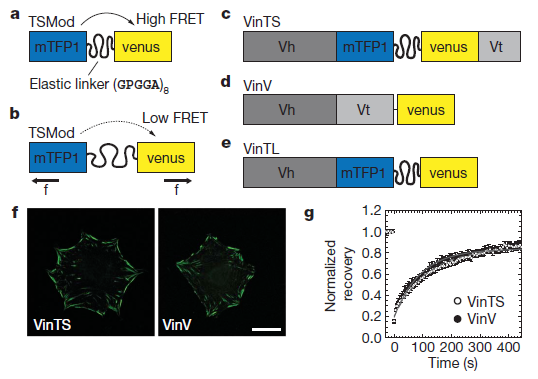 a
TSMod
High FRET
mTFP1
venus
Elastic linker (GPGGA)8
b
TSMod
Low FRET
mTFP1
venus
f
f
c
VinTS
Vh
mTFP1
venus
Vt
d
VinV
Vh
Vt
venus
e
VinTL
Vh
mTFP1
venus
f
VinTS
VinV
g
Normalized
recovery
1.2
1.0
0.8
0.6
0.4
0.2
0.0
VinTS
VinV
0 100 200 300 400
Time (s)